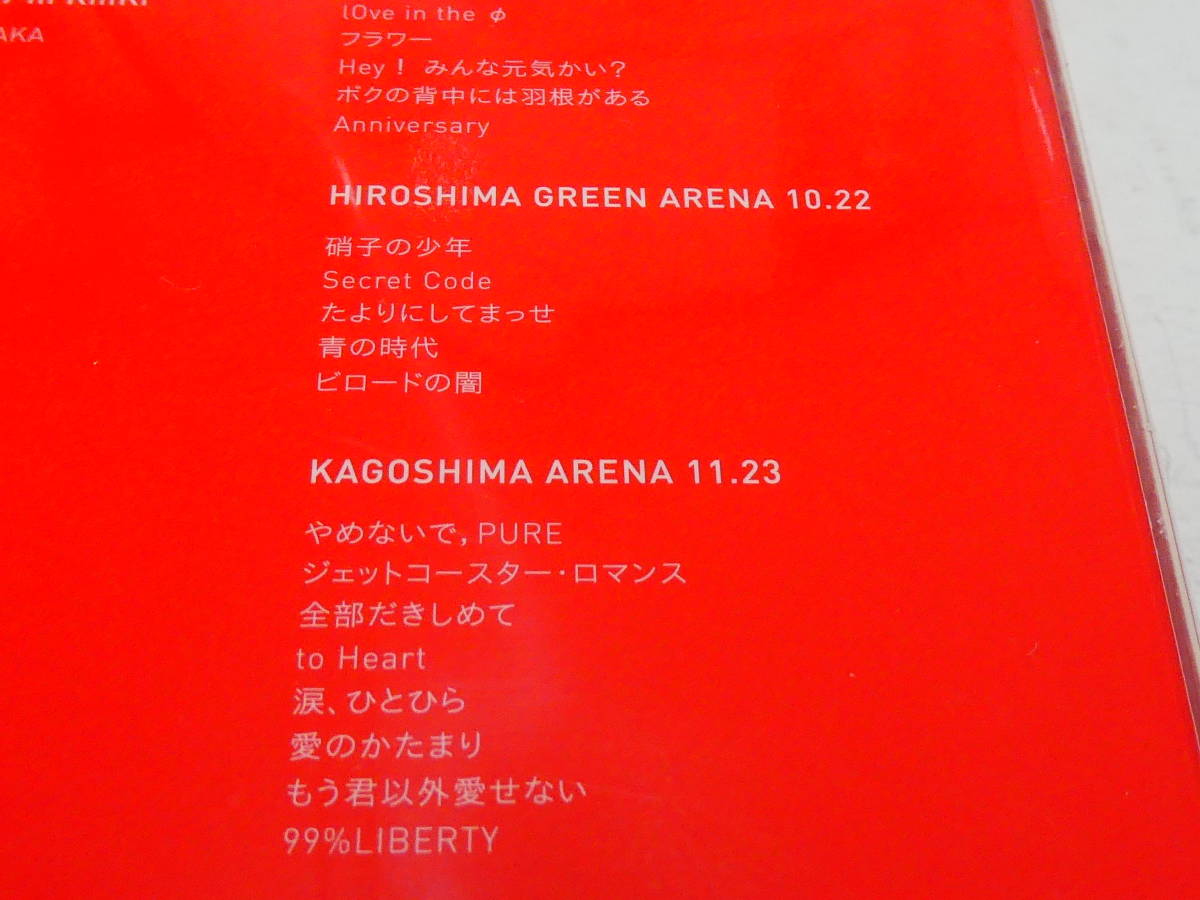 AKA
lOve in the φ
フラワー
Hey! みんな元気かい?
ボクの背中には羽根がある
Anniversary
HIROSHIMA GREEN ARENA 10.22
硝子の少年
Secret Code
たよりにしてまっせ
青の時代
ビロードの闇
KAGOSHIMA ARENA 11.23
やめないで,PURE
ジェットコースター・ロマンス
全部だきしめて
to Heart
涙、ひとひら
愛のかたまり
もう君以外愛せない
99%LIBERTY